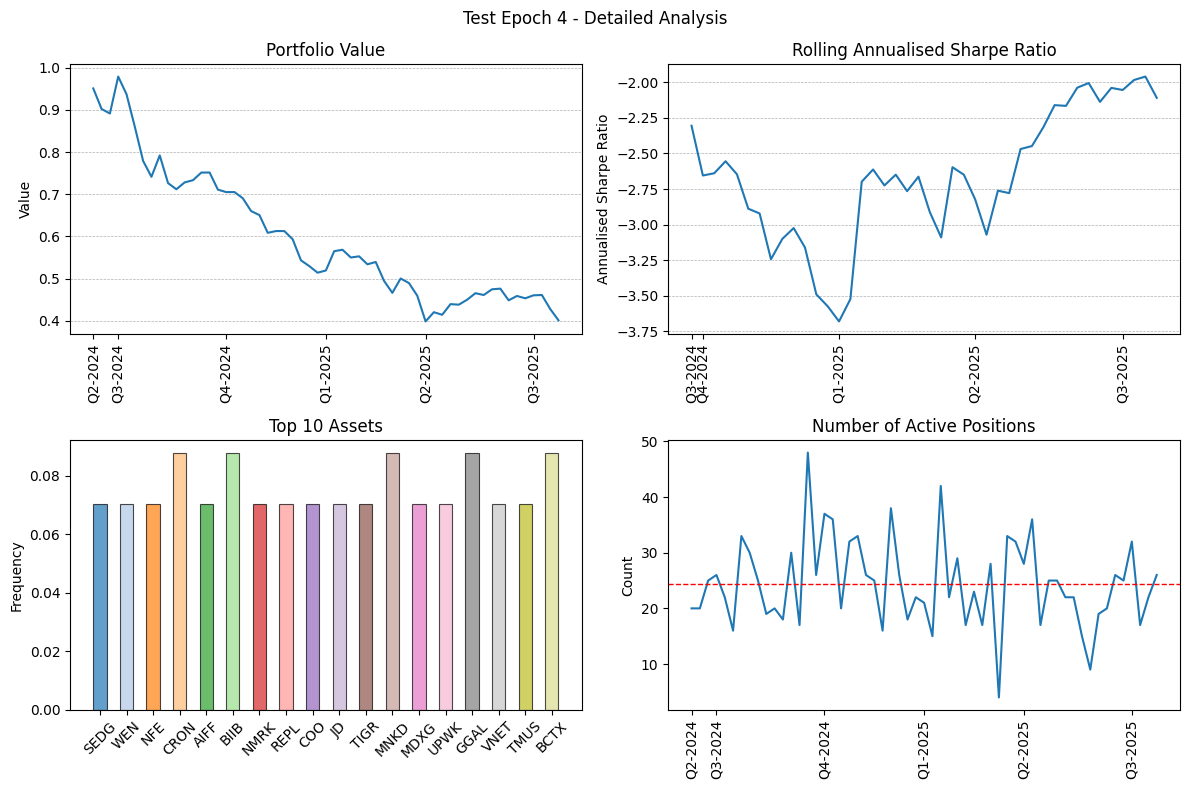 Test Epoch 4 - Detailed Analysis
Portfolio Value
Value
1.0
0.9
0.8
0.7
0.6
0.5
0.4
Q2-2024
Q3-2024
Q4-2024
Q1-2025
Q2-2025
Q3-2025
Rolling Annualised Sharpe Ratio
Annualised Sharpe Ratio
−2.00
−2.25
−2.50
−2.75
−3.00
−3.25
−3.50
−3.75
Q3-2024
Q4-2024
Q1-2025
Q2-2025
Q3-2025
Top 10 Assets
Frequency
0.08
0.06
0.04
0.02
0.00
SEDG
WEN
NFE
CRON
AIFF
BIIB
NMRK
REPL
COO
JD
TIGR
MNKD
MDXG
UPWK
GGAL
VNET
TMUS
BCTX
Number of Active Positions
Count
50
40
30
20
10
Q2-2024
Q3-2024
Q4-2024
Q1-2025
Q2-2025
Q3-2025